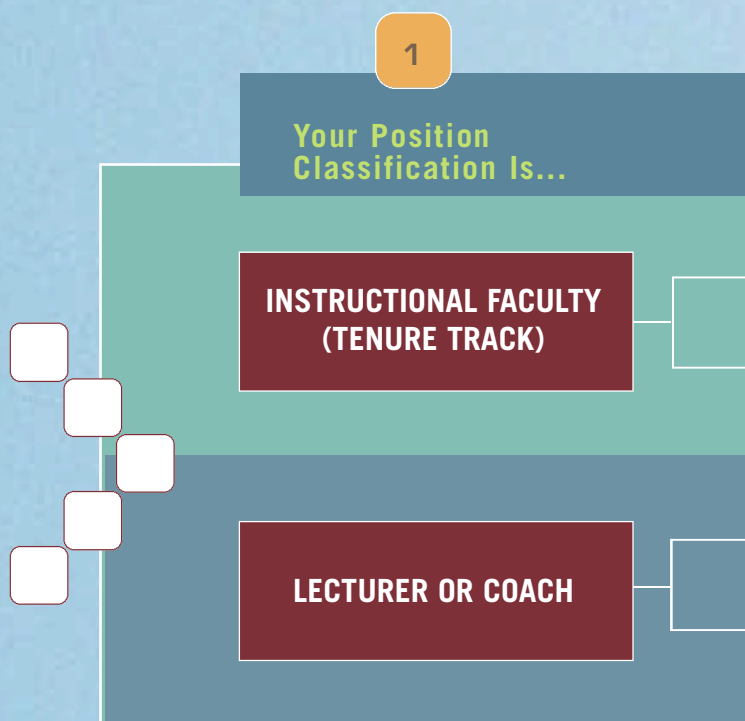 1
Your Position
Classification Is...
INSTRUCTIONAL FACULTY
(TENURE TRACK)
LECTURER OR COACH